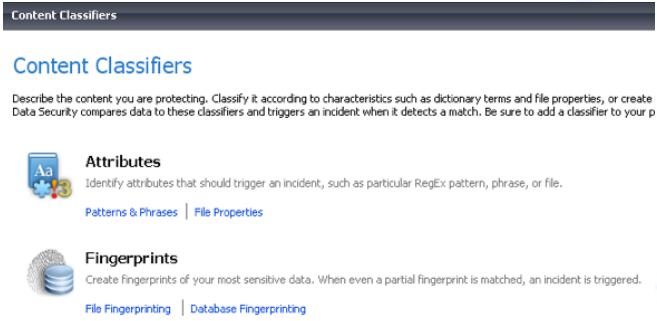 Content Classifiers
Content Classifiers
Describe the content you are protecting. Classify it according to characteristics such as dictionary terms and file properties, or create
Data Security compares data to these classifiers and triggers an incident when it detects a match. Be sure to add a classifier to your p
Aa
Attributes
Identify attributes that should trigger an incident, such as particular RegEx pattern, phrase, or file.
Patterns & Phrases | File Properties
Fingerprints
Create fingerprints of your most sensitive data. When even a partial fingerprint is matched, an incident is triggered.
File Fingerprinting | Database Fingerprinting